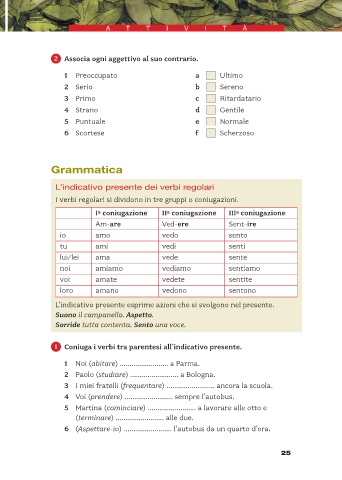 ATTIVITÀ
2 Associa ogni aggettivo al suo contrario.
1 Preoccupato a Ultimo
2 Serio b Sereno
3 Primo c Ritardatario
4 Strano d Gentile
5 Puntuale e Normale
6 Scortese f Scherzoso
Grammatica
L'indicativo presente dei verbi regolari
I verbi regolari si dividono in tre gruppi o coniugazioni.
Iª coniugazione IIª coniugazione IIIª coniugazione
Am-are Ved-ere Sent-ire
io amo vedo sento
tu ami vedi senti
lui/lei ama vede sente
noi amiamo vediamo sentiamo
voi amate vedete sentite
loro amano vedono sentono
L'indicativo presente esprime azioni che si svolgono nel presente.
Suona il campanello. Aspetto.
Sorride tutta contenta. Sento una voce.
1 Coniuga i verbi tra parentesi all'indicativo presente.
1 Noi (abitare) ........................ a Parma.
2 Paolo (studiare) ........................ a Bologna.
3 I miei fratelli (frequentare) ........................ ancora la scuola.
4 Voi (prendere) ........................ sempre l'autobus.
5 Martina (cominciare) ........................ a lavorare alle otto e
(terminare) ........................ alle due.
6 (Aspettare-io) ........................ l'autobus da un quarto d'ora.
25